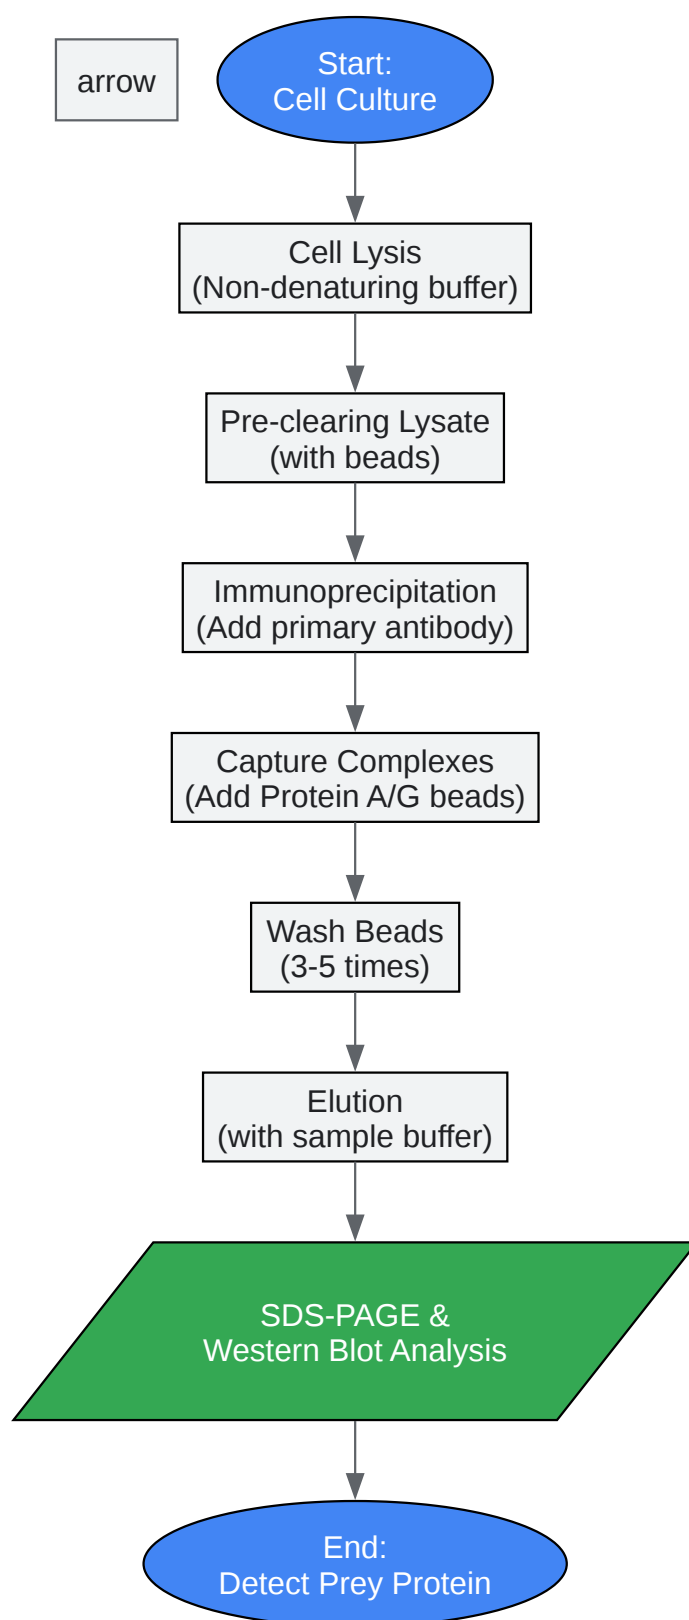 arrow
Start:
Cell Culture
Cell Lysis
(Non-denaturing buffer)
Pre-clearing Lysate
(with beads)
Immunoprecipitation
(Add primary antibody)
Capture Complexes
(Add Protein A/G beads)
Wash Beads
(3-5 times)
Elution
(with sample buffer)
SDS-PAGE &
Western Blot Analysis
End:
Detect Prey Protein